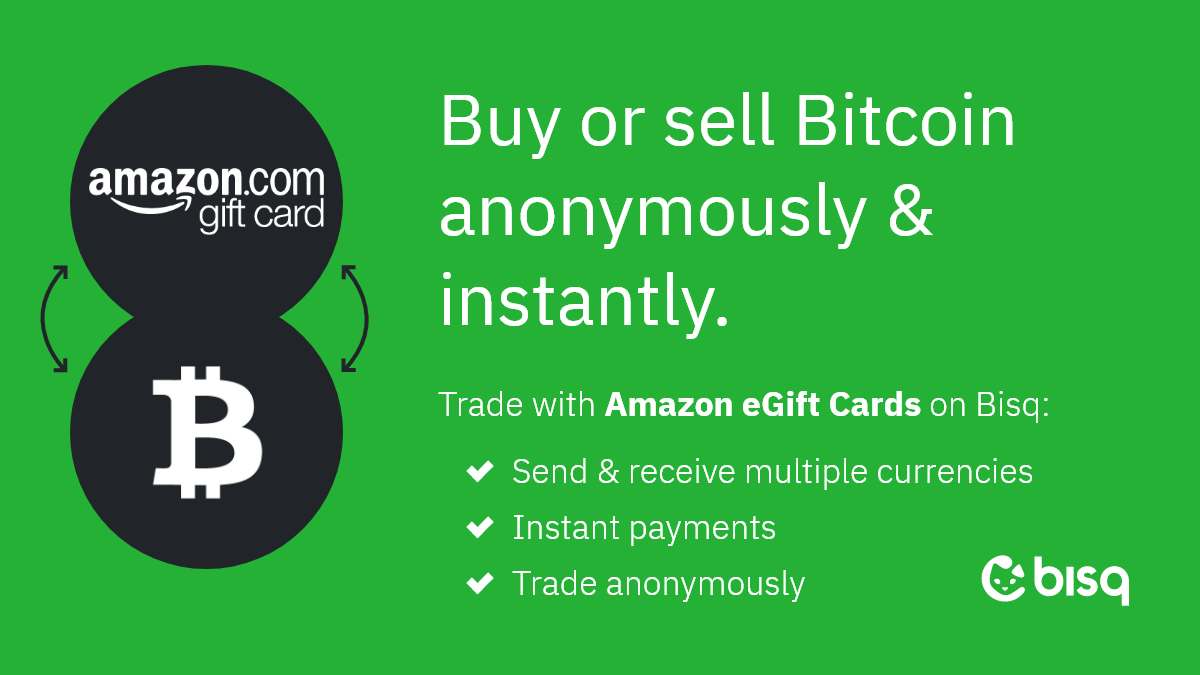 amazon.com
gift card
Buy or sell Bitcoin
anonymously &
instantly.
Trade with Amazon eGift Cards on Bisq:
Send & receive multiple currencies
Instant payments
Trade anonymously
bisq